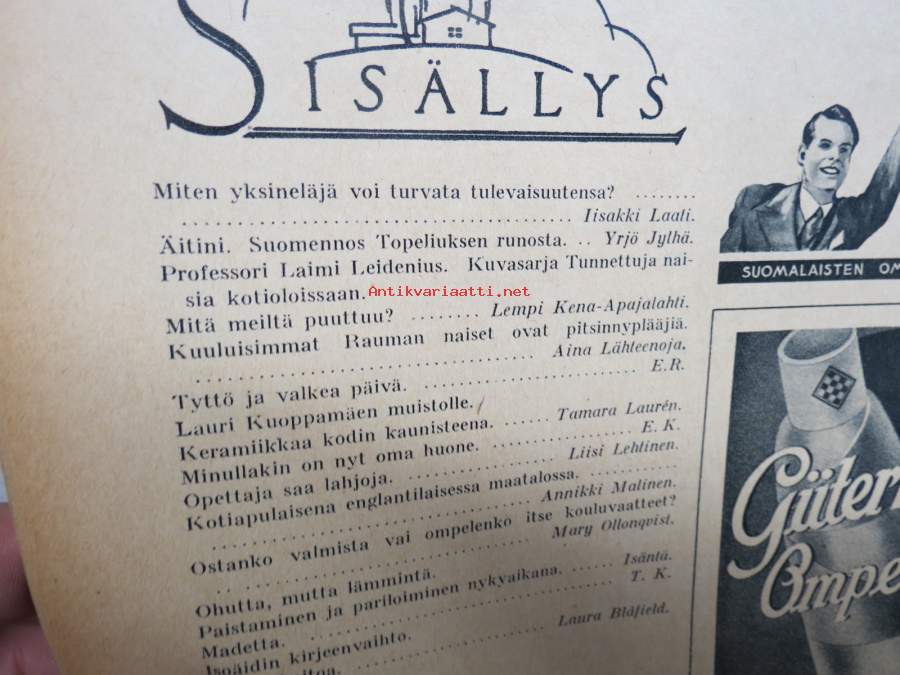 SISÄLLYS
Miten yksineläjä voi turvata tulevaisuutensa? ........
........................................ Iisakki Laati.
Äitini. Suomennos Topeliuksen runosta. .. Yrjö Jylhä.
Professori Laimi Leidenius. Kuvasarja Tunnettuja nai-
sia kotioloissaan.
Antikvariaatti.net
Mitä meiltä puuttuu? ........ Lempi Kena-Apajalahti.
Kuuluisimmat Rauman naiset ovat pitsinnyplääjiä.
.................................... Aina Lähteenoja.
Tyttö ja valkea päivä. ........................ E.R.
Lauri Kuoppamäen muistolle.
Keramiikkaa kodin kaunisteena. ...... Tamara Laurén.
Minullakin on nyt oma huone. ................ E. K.
Opettaja saa lahjoja. .................. Liisi Lehtinen.
Kotiapulaisena englantilaisessa maatalossa. ..........
.................................. Annikki Malinen.
Ostanko valmista vai ompelenko itse kouluvaatteet?
.................................. Mary Ollonqvist.
Ohutta, mutta lämmintä.
Paistaminen ja pariloiminen nykyaikana. ...... Isäntä.
Madetta. .................................. T. K.
Isoäidin kirjeenvaihto.
.................... Laura Blåfield.
SUOMALAISTEN OM
Güter
Ompe